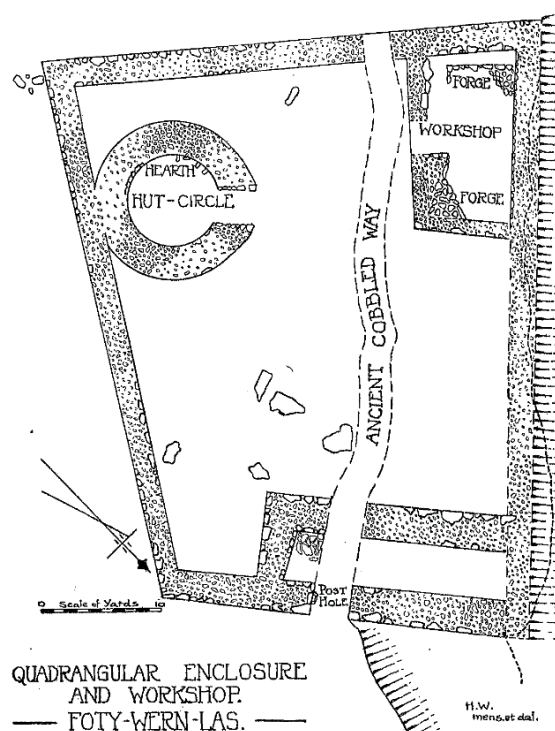 FORGE
WORKSHOP
FORGE
HEARTH
HUT-CIRCLE
ANCIENT COBBLED WAY
POST
HOLE
0 Scale of Yards 10
QUADRANGULAR ENCLOSURE
AND WORKSHOP.
FOTY-WERN-LAS.
H.W.
mens. et del.